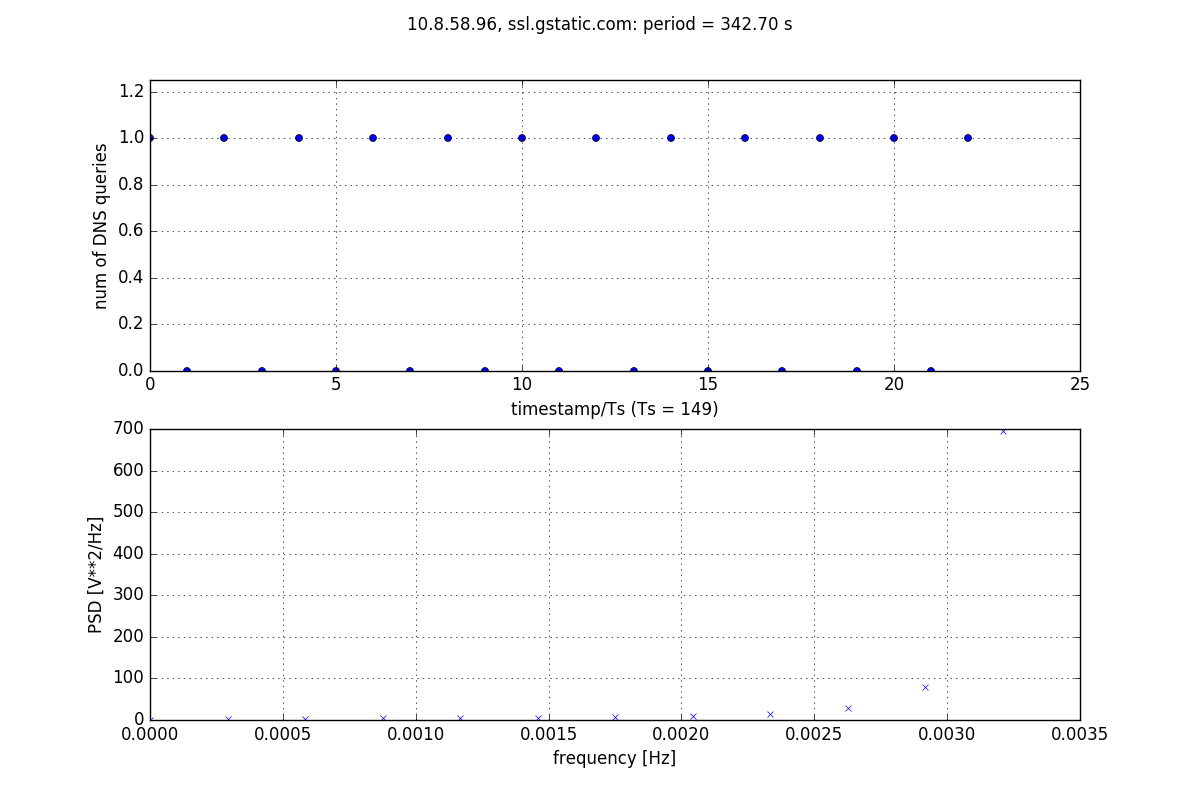 10.8.58.96, ssl.gstatic.com: period = 342.70 s
1.2
1.0
0.8
0.6
0.4
0.2
0.0
num of DNS queries
0 5 10 15 20 25
timestamp/Ts (Ts = 149)
700
600
500
400
300
200
100
0
PSD [V**2/Hz]
0.0000 0.0005 0.0010 0.0015 0.0020 0.0025 0.0030 0.0035
frequency [Hz]